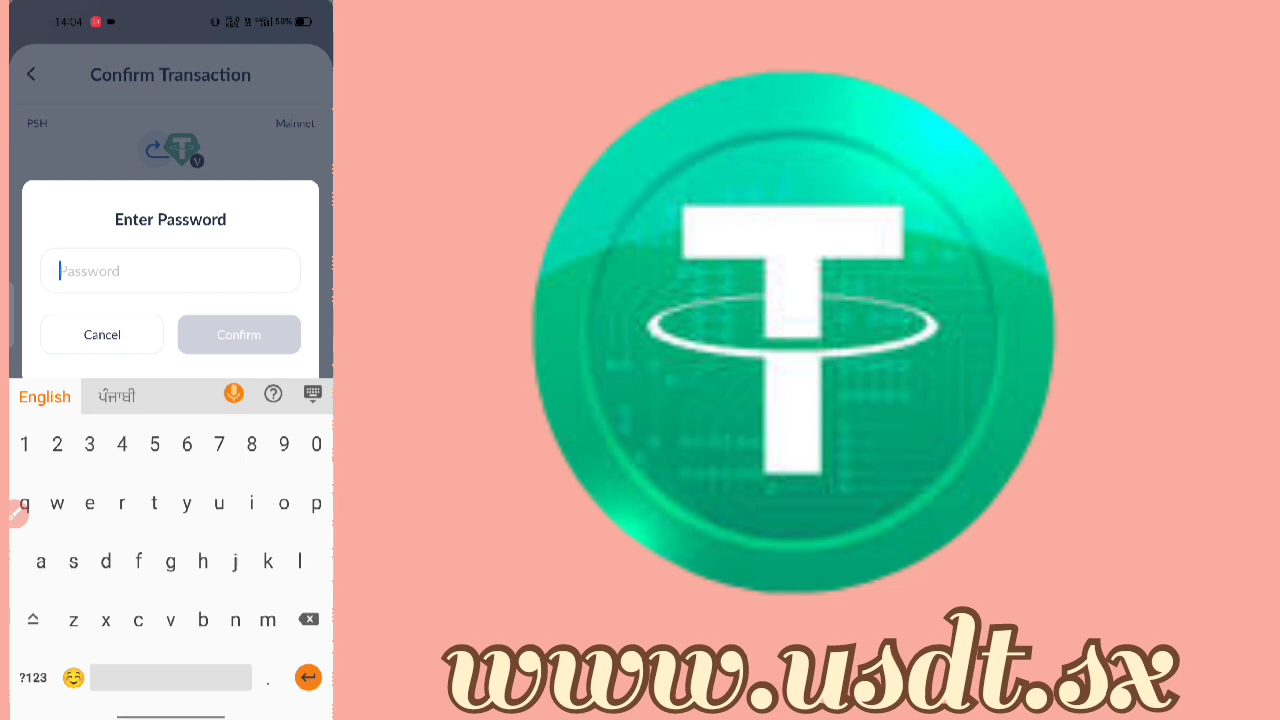 14:04
58%
Confirm Transaction
PSH
Mainnet
T
V
Enter Password
Password
Cancel
Confirm
English
ਪੰਜਾਬੀ
1 2 3 4 5 6 7 8 9 0
q w e r t y u i o p
a s d f g h j k l
z x c v b n m
?123
.
T
www.usdt.sx